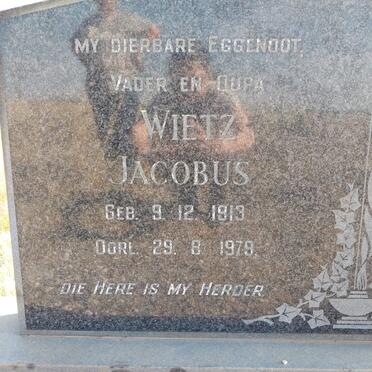 MY DIERBARE EGGENOOT,
VADER EN OUPA
WIETZ
JACOBUS
GEB. 9. 12. 1913
OORL. 29. 8. 1979.
DIE HERE IS MY HERDER.